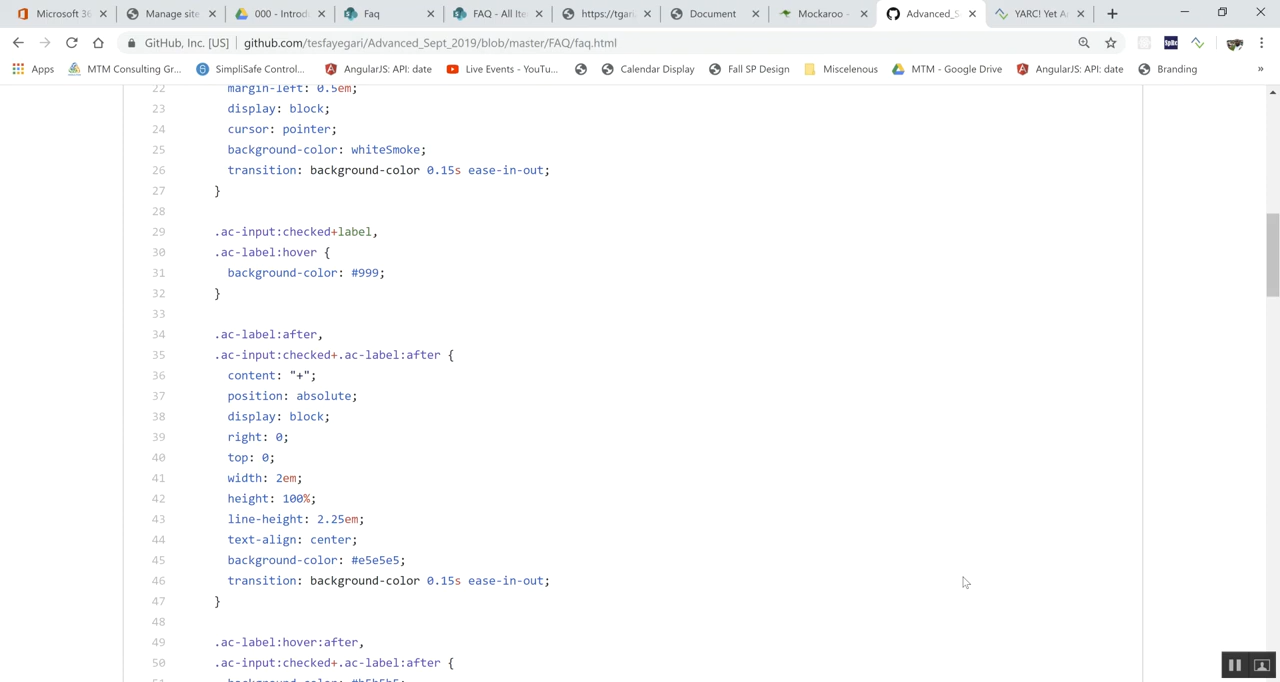 Microsoft 36
Manage site
000 - Introd
Faq
FAQ - All Ite
https://tgari
Document
Mockaroo -
Advanced_S
YARC! Yet An
GitHub, Inc. [US] | github.com/tesfayegari/Advanced_Sept_2019/blob/master/FAQ/faq.html
Apps
MTM Consulting Gr...
SimpliSafe Control...
AngularJS: API: date
Live Events - YouTu...
Calendar Display
Fall SP Design
Miscelenous
MTM - Google Drive
AngularJS: API: date
Branding
»
22 margin-left: 0.5em;
23 display: block;
24 cursor: pointer;
25 background-color: whiteSmoke;
26 transition: background-color 0.15s ease-in-out;
27 }
28
29 .ac-input:checked+label,
30 .ac-label:hover {
31 background-color: #999;
32 }
33
34 .ac-label:after,
35 .ac-input:checked+.ac-label:after {
36 content: "+";
37 position: absolute;
38 display: block;
39 right: 0;
40 top: 0;
41 width: 2em;
42 height: 100%;
43 line-height: 2.25em;
44 text-align: center;
45 background-color: #e5e5e5;
46 transition: background-color 0.15s ease-in-out;
47 }
48
49 .ac-label:hover:after,
50 .ac-input:checked+.ac-label:after {
51 background-color: #b5b5b5;